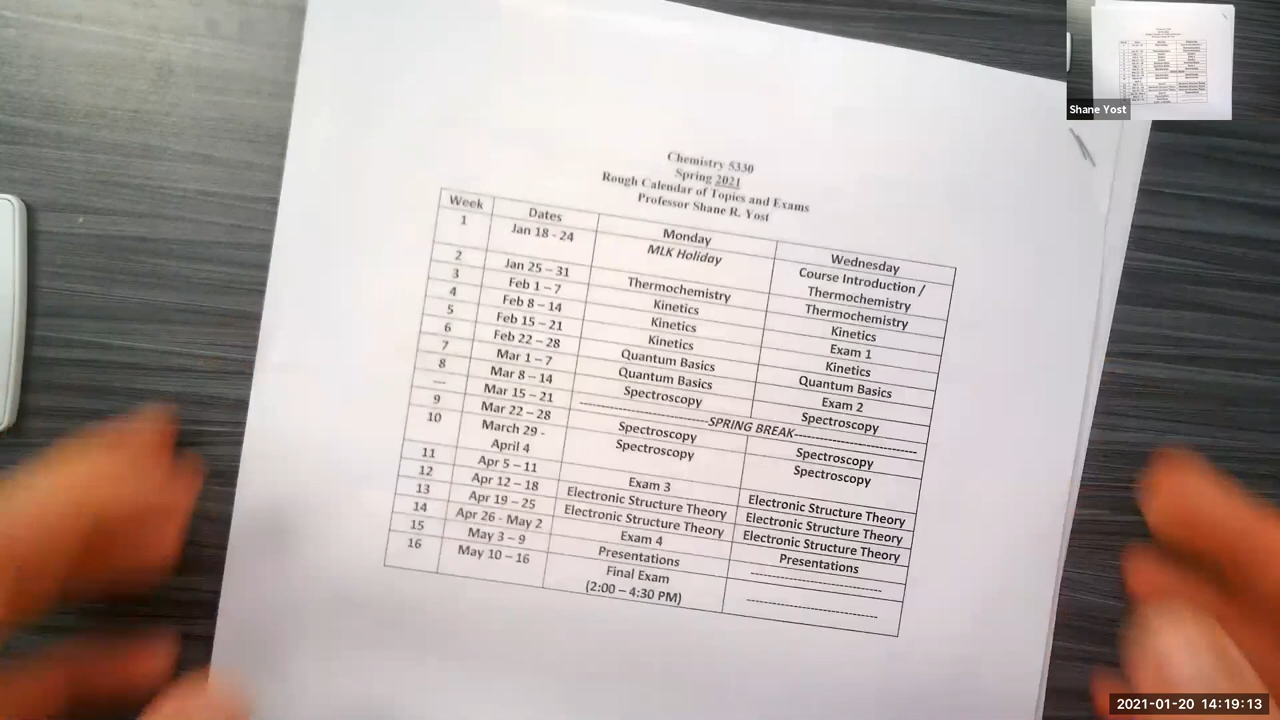 Chemistry 5330
Spring 2021
Rough Calendar of Topics and Exams
Professor Shane R. Yost
Week Dates Monday Wednesday
1 Jan 18 - 24 MLK Holiday Course Introduction /
Thermochemistry
2 Jan 25 – 31 Thermochemistry Thermochemistry
3 Feb 1 – 7 Kinetics Kinetics
4 Feb 8 – 14 Kinetics Exam 1
5 Feb 15 – 21 Kinetics Kinetics
6 Feb 22 – 28 Quantum Basics Quantum Basics
7 Mar 1 – 7 Quantum Basics Exam 2
8 Mar 8 – 14 Spectroscopy Spectroscopy
— Mar 15 – 21 -----------------------------SPRING BREAK---------------------------
9 Mar 22 – 28 Spectroscopy Spectroscopy
10 March 29 - Spectroscopy Spectroscopy
April 4
11 Apr 5 – 11 Exam 3 Electronic Structure Theory
12 Apr 12 – 18 Electronic Structure Theory Electronic Structure Theory
13 Apr 19 – 25 Electronic Structure Theory Electronic Structure Theory
14 Apr 26 - May 2 Exam 4 Presentations
15 May 3 – 9 Presentations -----------------------------
16 May 10 – 16 Final Exam -----------------------------
(2:00 – 4:30 PM)
Shane Yost
2021-01-20 14:19:13